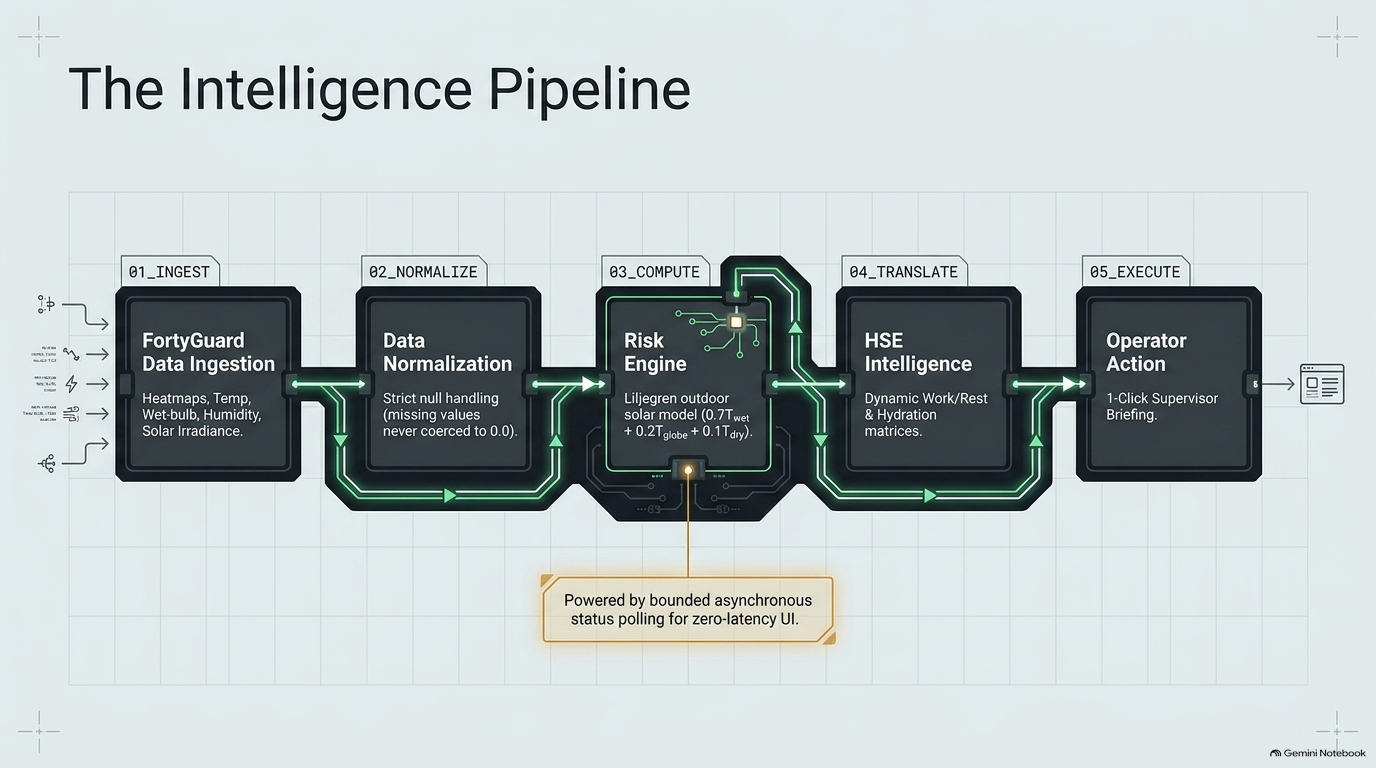 The Intelligence Pipeline
01_INGEST
FortyGuard
Data Ingestion
Heatmaps, Temp,
Wet-bulb, Humidity,
Solar Irradiance.
02_NORMALIZE
Data
Normalization
Strict null handling
(missing values
never coerced to 0.0).
03_COMPUTE
Risk
Engine
Liljegren outdoor
solar model (0.7Twet
+ 0.2Tglobe + 0.1Tdry).
04_TRANSLATE
HSE
Intelligence
Dynamic Work/Rest
& Hydration
matrices.
05_EXECUTE
Operator
Action
1-Click Supervisor
Briefing.
Powered by bounded asynchronous
status polling for zero-latency UI.
Gemini Notebook